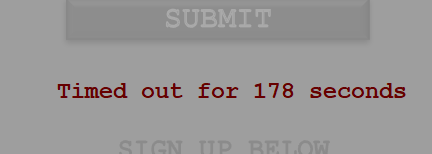 SUBMIT
Timed out for 178 seconds
SIGN UP BELOW